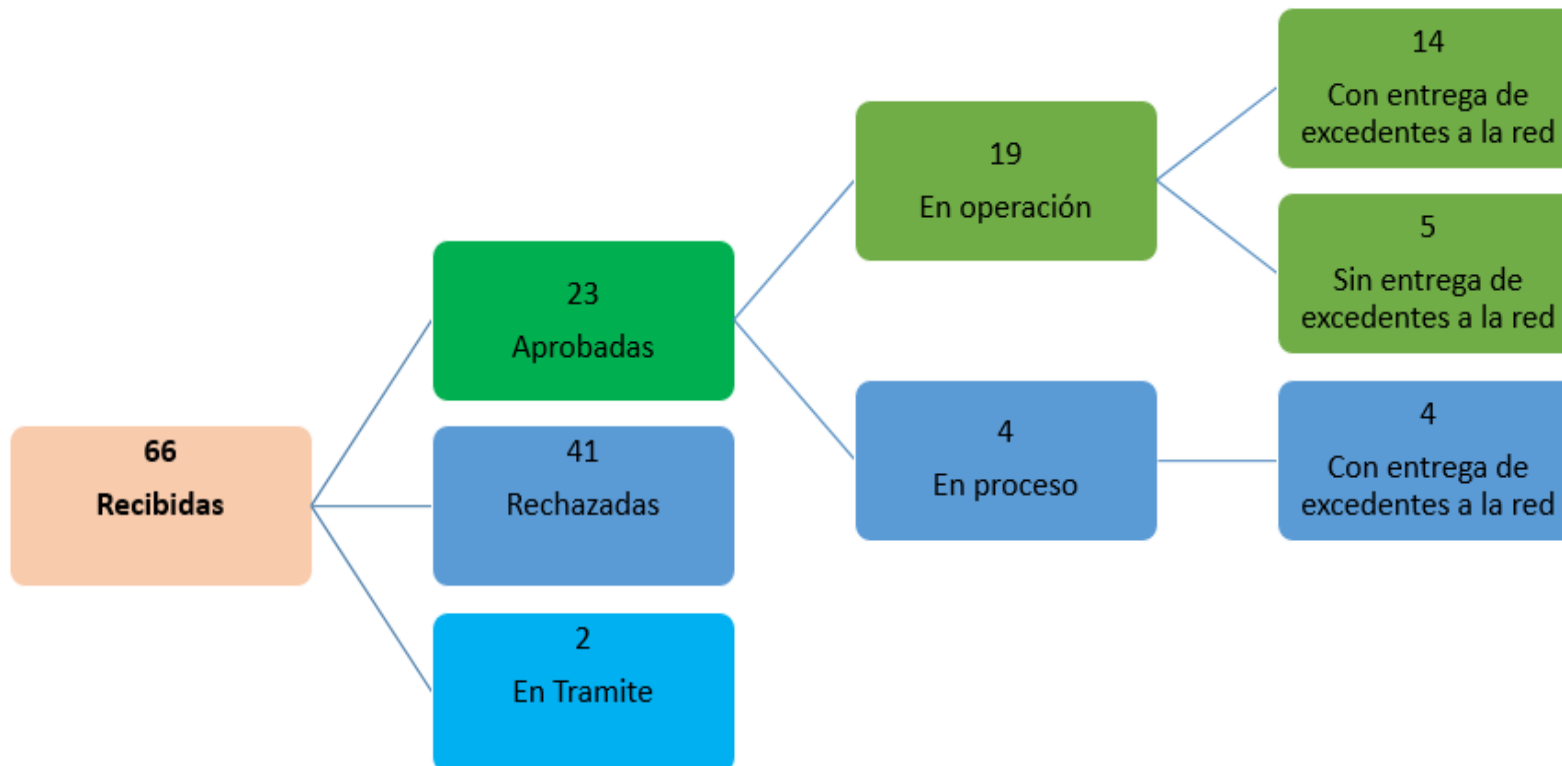 66
Recibidas
23
Aprobadas
41
Rechazadas
2
En Tramite
19
En operación
4
En proceso
14
Con entrega de
excedentes a la red
5
Sin entrega de
excedentes a la red
4
Con entrega de
excedentes a la red